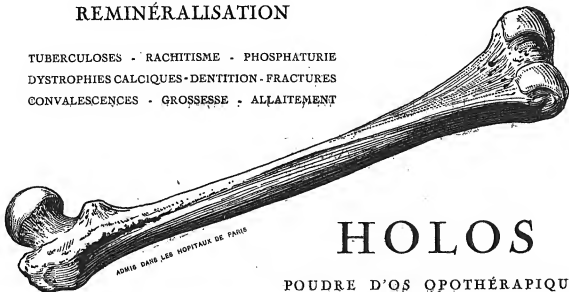 REMINÉRALISATION
TUBERCULOSES - RACHITISME - PHOSPHATURIE
DYSTROPHIES CALCIQUES - DENTITION - FRACTURES
CONVALESCENCES - GROSSESSE - ALLAITEMENT
ADMIS DANS LES HOPITAUX DE PARIS
HOLOS
POUDRE D'OS OPOTHÉRAPIQU